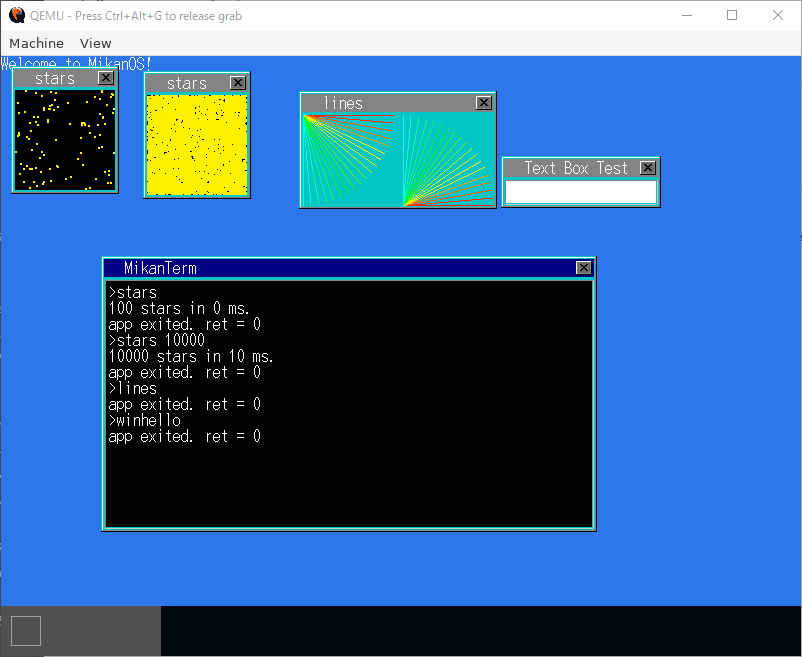 QEMU - Press Ctrl+Alt+G to release grab
Machine View
Welcome to MikanOS!
stars
stars
lines
Text Box Test
MikanTerm
>stars
100 stars in 0 ms.
app exited. ret = 0
>stars 10000
10000 stars in 10 ms.
app exited. ret = 0
>lines
app exited. ret = 0
>winhello
app exited. ret = 0